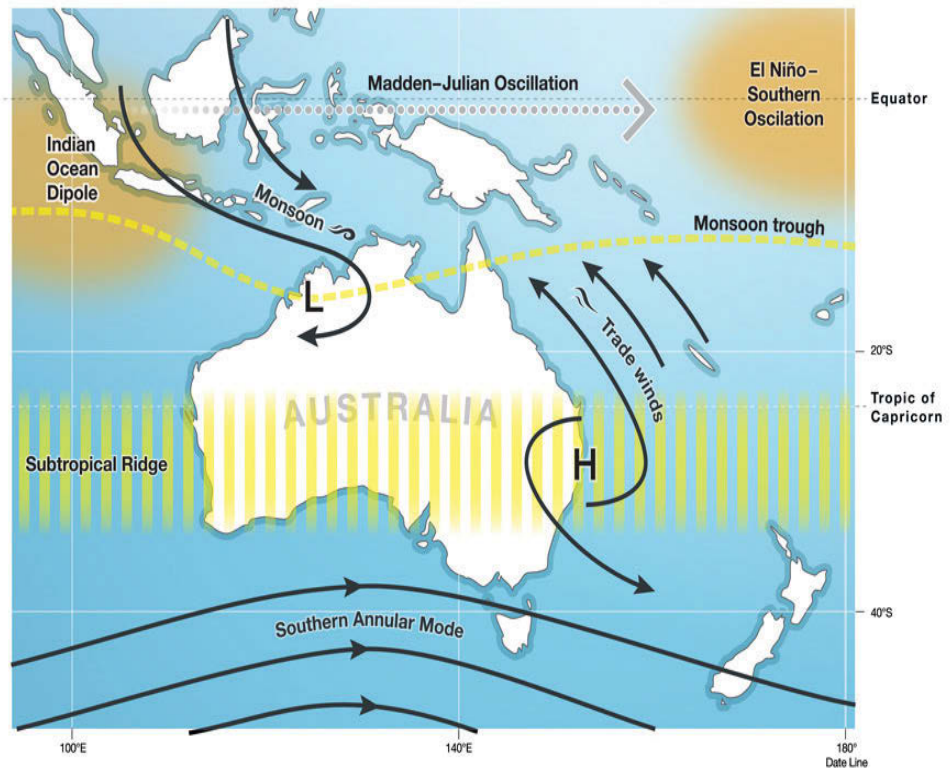 Madden–Julian Oscillation
El Niño–
Southern
Oscilation
Equator
Indian
Ocean
Dipole
Monsoon
Monsoon trough
L
Trade winds
20°S
Tropic of
Capricorn
AUSTRALIA
Subtropical Ridge
H
40°S
Southern Annular Mode
100°E
140°E
180°
Date Line